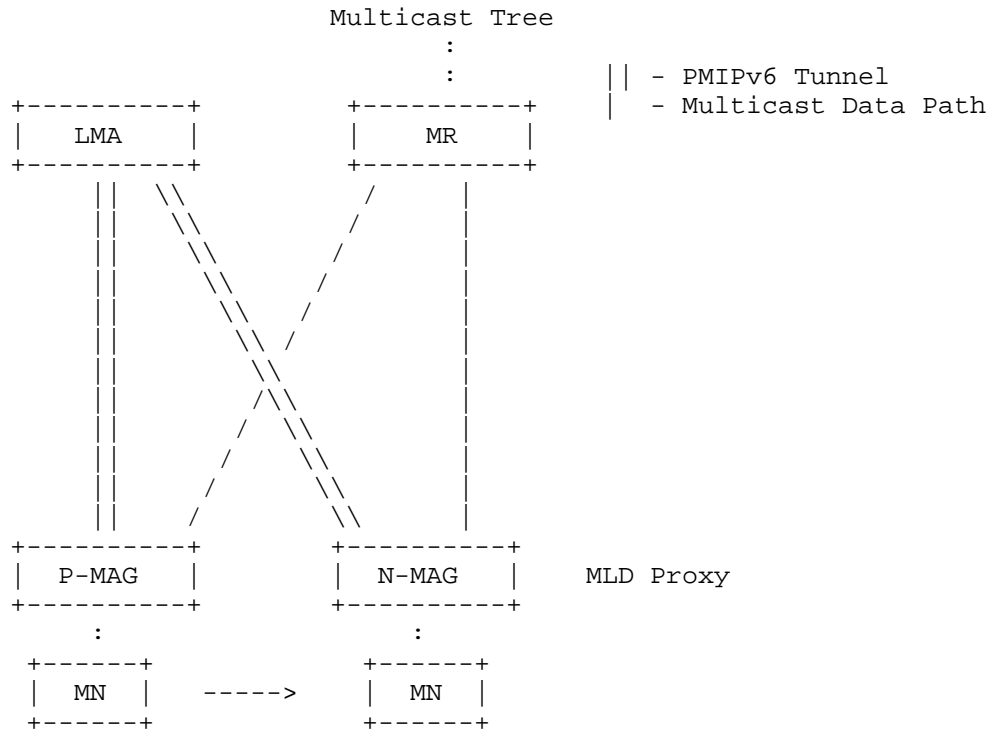 Multicast Tree
:
: || - PMIPv6 Tunnel
| - Multicast Data Path
LMA MR
P-MAG N-MAG MLD Proxy
: :
MN -----> MN